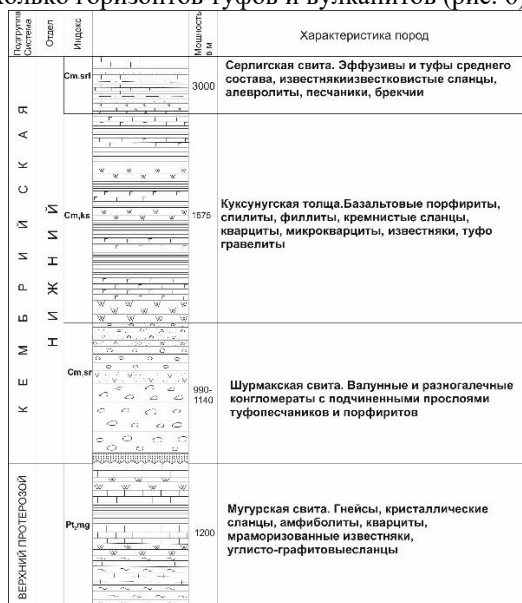 колько горизонтов туфов и вулканитов (рис. 6)
Подгруппа
Система
Отдел
Индекс
Мощность
в м
Характеристика пород
КЕМБРИЙСКАЯ
НИЖНИЙ
Cm,srl
3000
Серлигская свита. Эффузивы и туфы среднего
состава, известнякиизвестковистые сланцы,
алевролиты, песчаники, брекчии
Cm,ks
1575
Куксунугская толща.Базальтовые порфириты,
спилиты, филлиты, кремнистые сланцы,
кварциты, микрокварциты, известняки, туфо
гравелиты
Cm,sr
990-
1140
Шурмакская свита. Валунные и разногалечные
конгломераты с подчиненными прослоями
туфопесчаников и порфиритов
ВЕРХНИЙ ПРОТЕРОЗОЙ
1200
Мугурская свита. Гнейсы, кристаллические
сланцы, амфиболиты, кварциты,
мраморизованные известняки,
углисто-графитовыесланцы